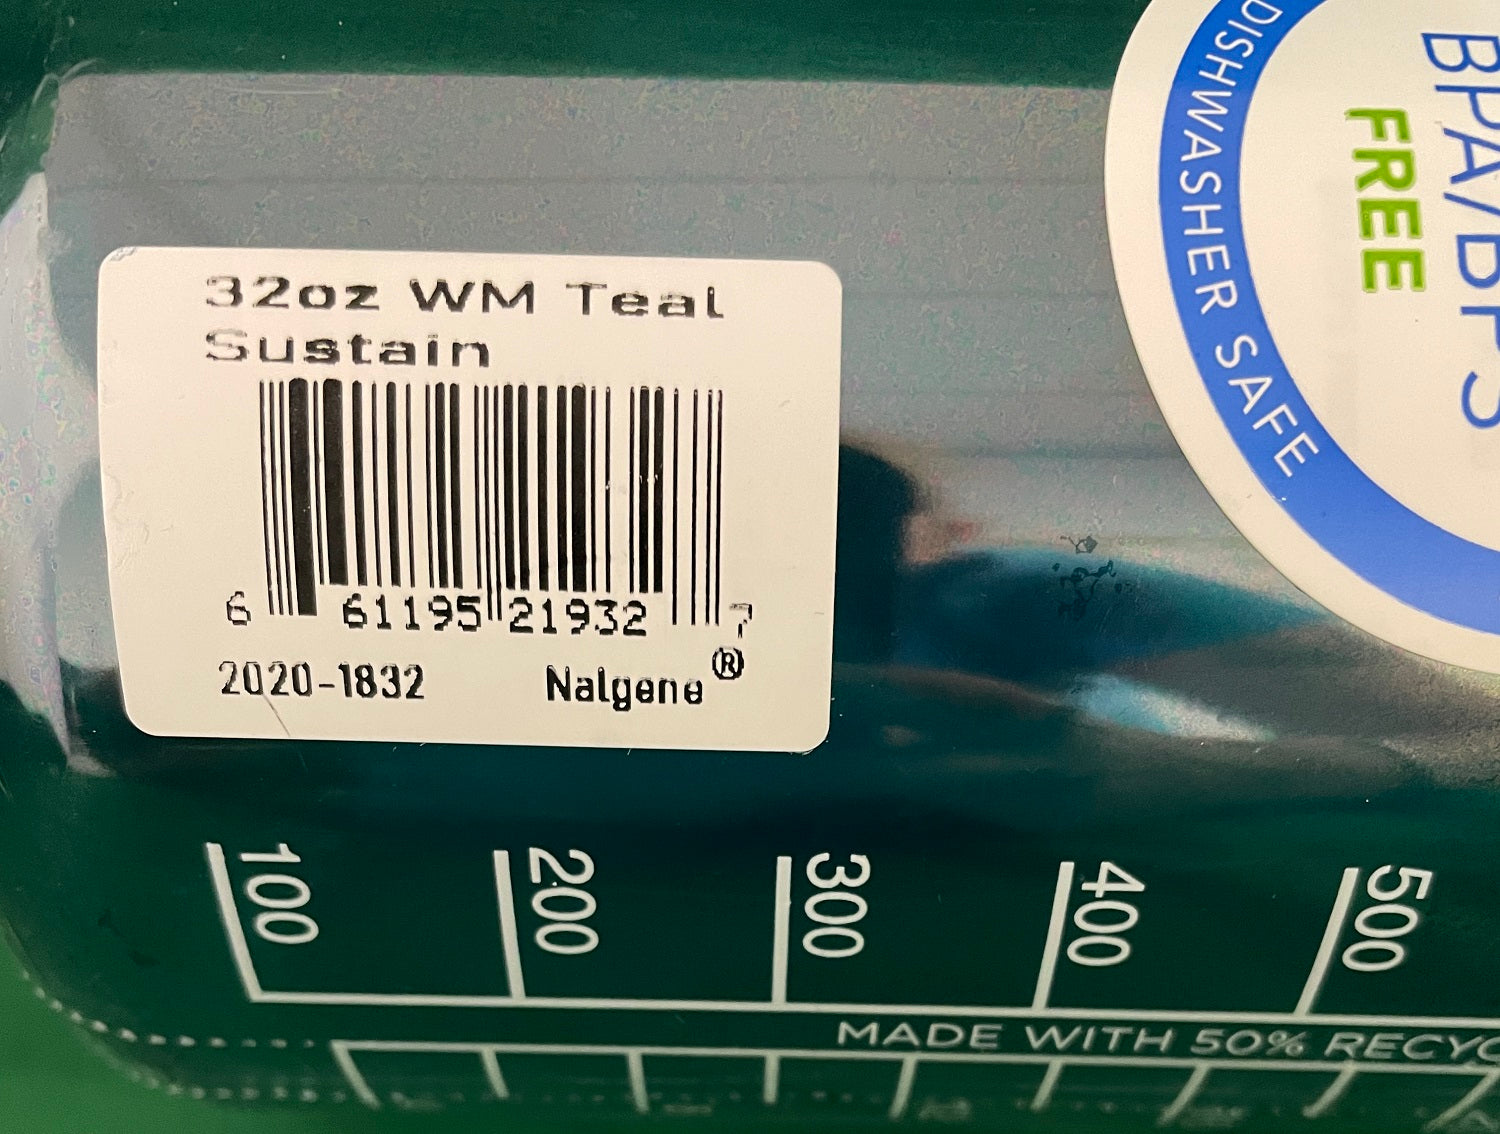 32oz WM Teal
Sustain
6 61195 21932 7
2020-1832 Nalgene®
DISHWASHER SAFE
BPA/BPS
FREE
100
200
300
400
500
MADE WITH 50%